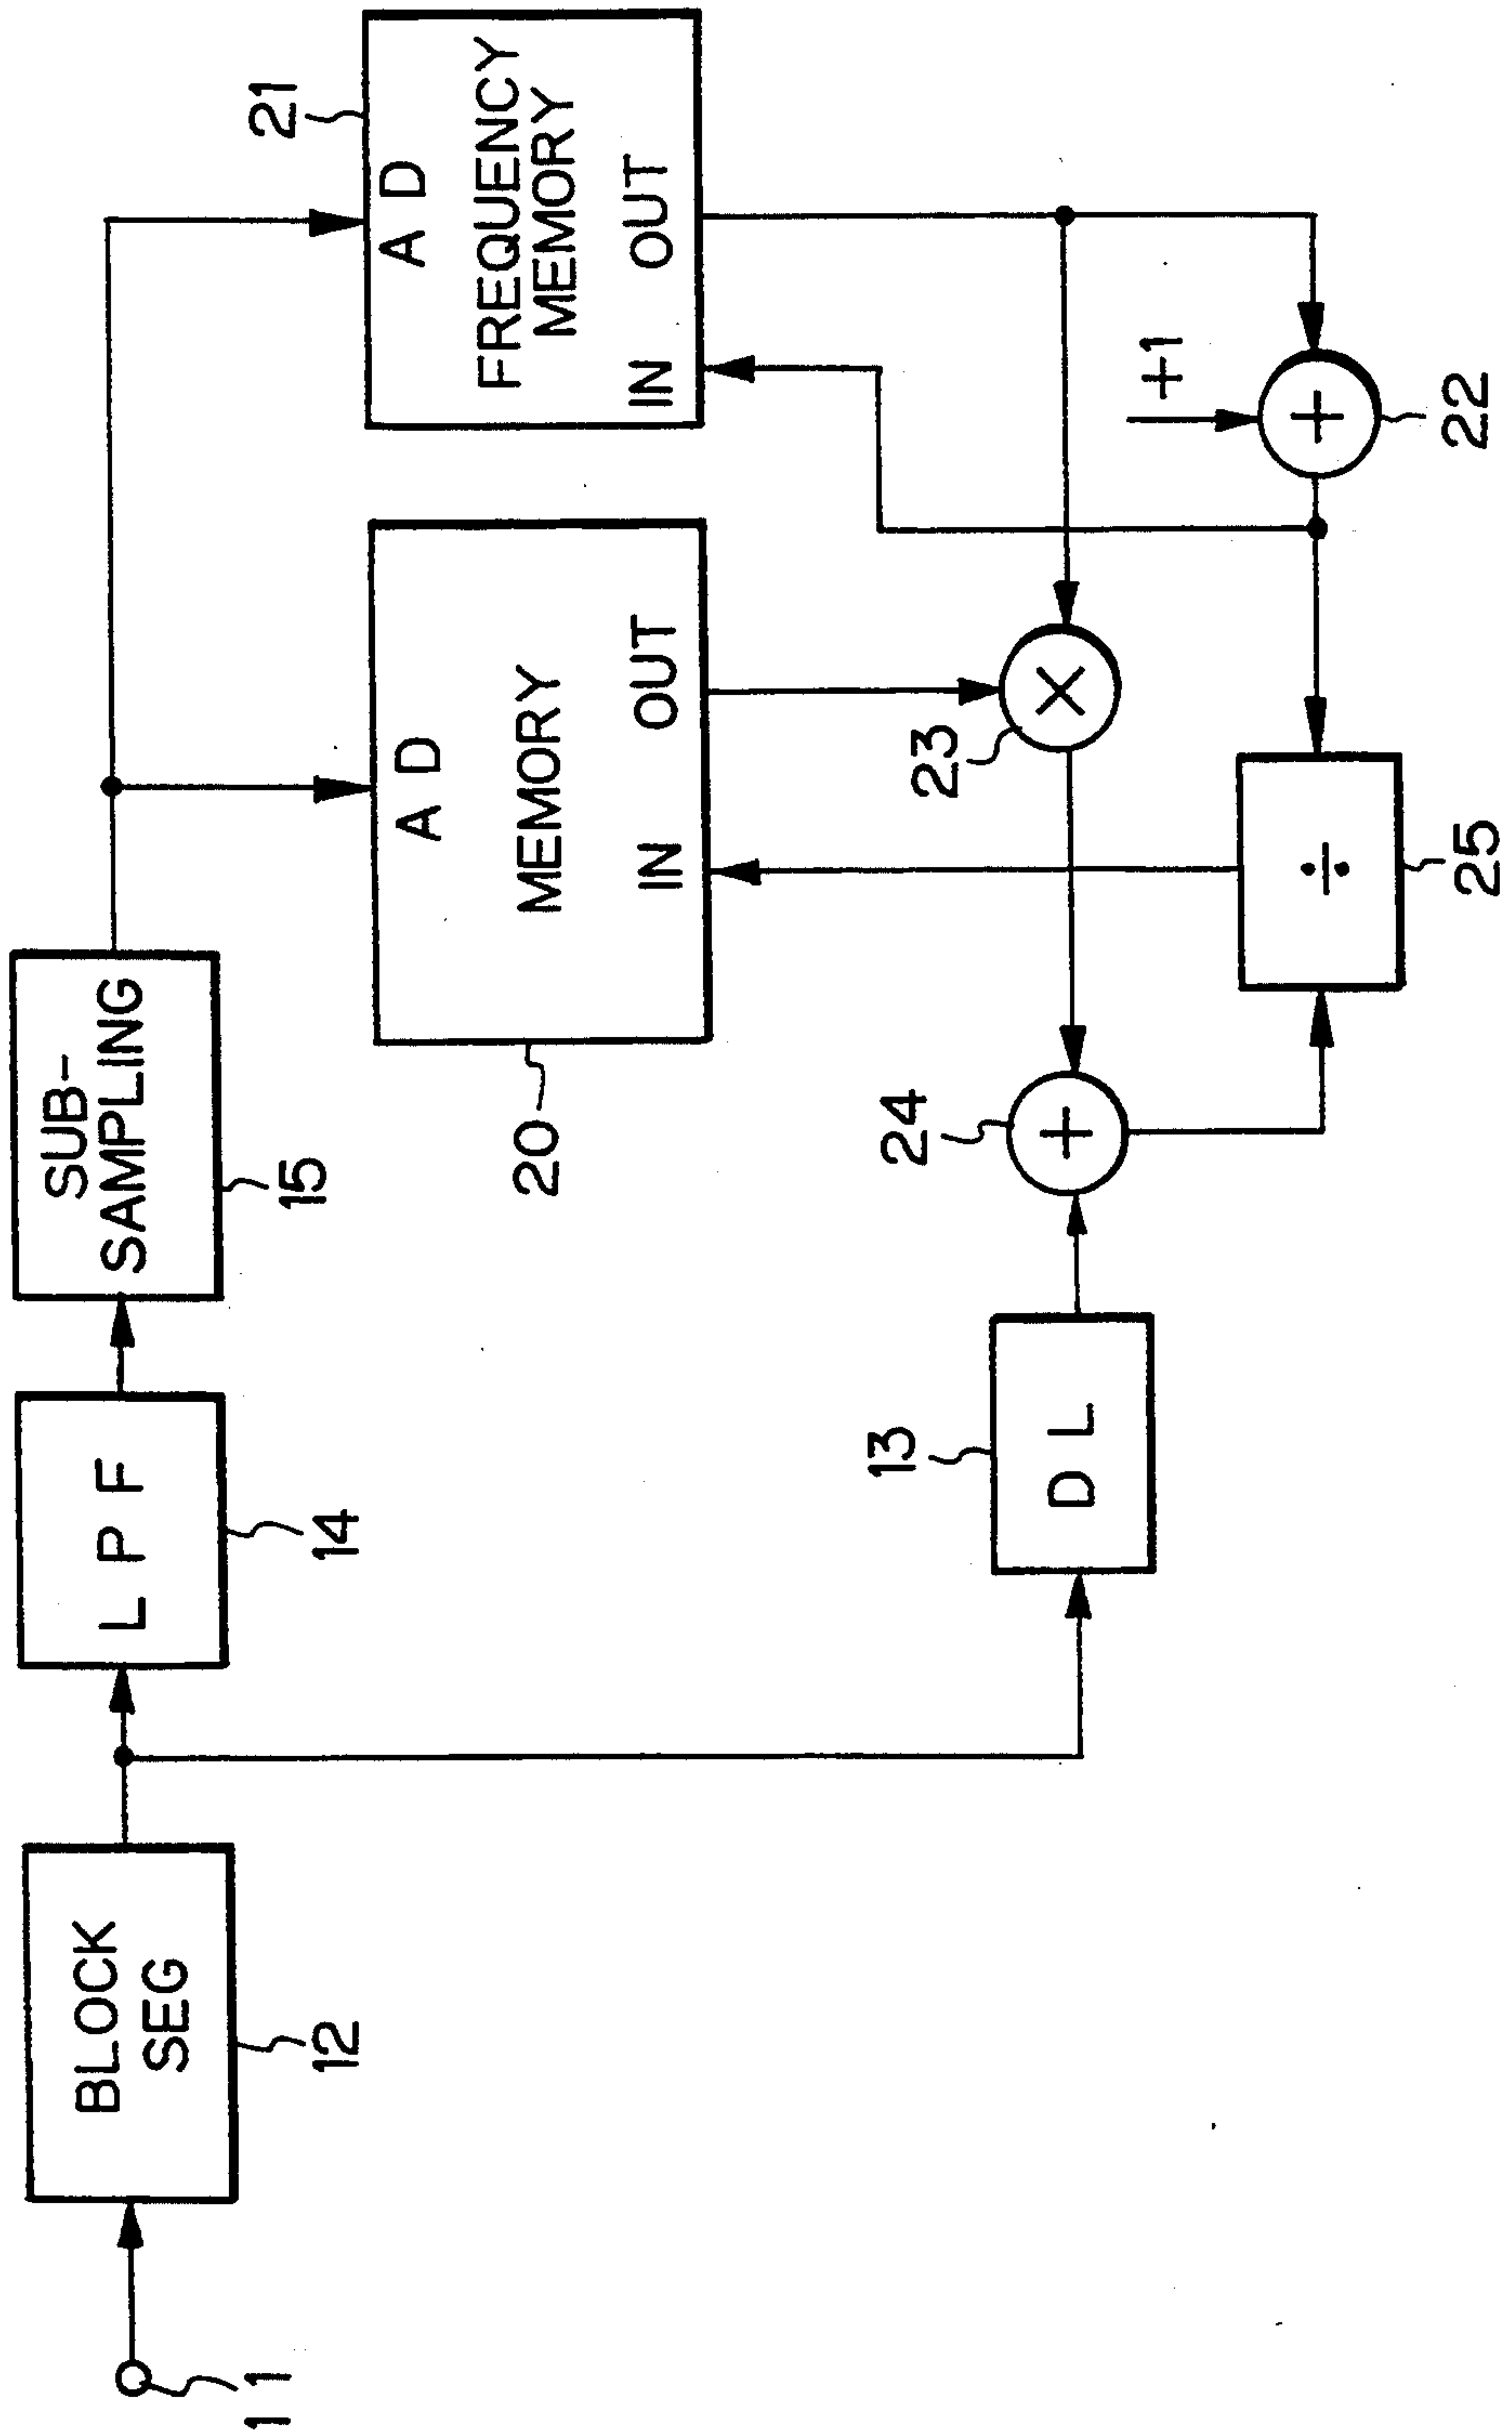 11
BLOCK
SEG
12
L P F
14
SUB-
SAMPLING
15
A D
MEMORY
IN OUT
20
A D
FREQUENCY
MEMORY
IN OUT
21
13
D L
24
+
23
×
+1
+
22
÷
25